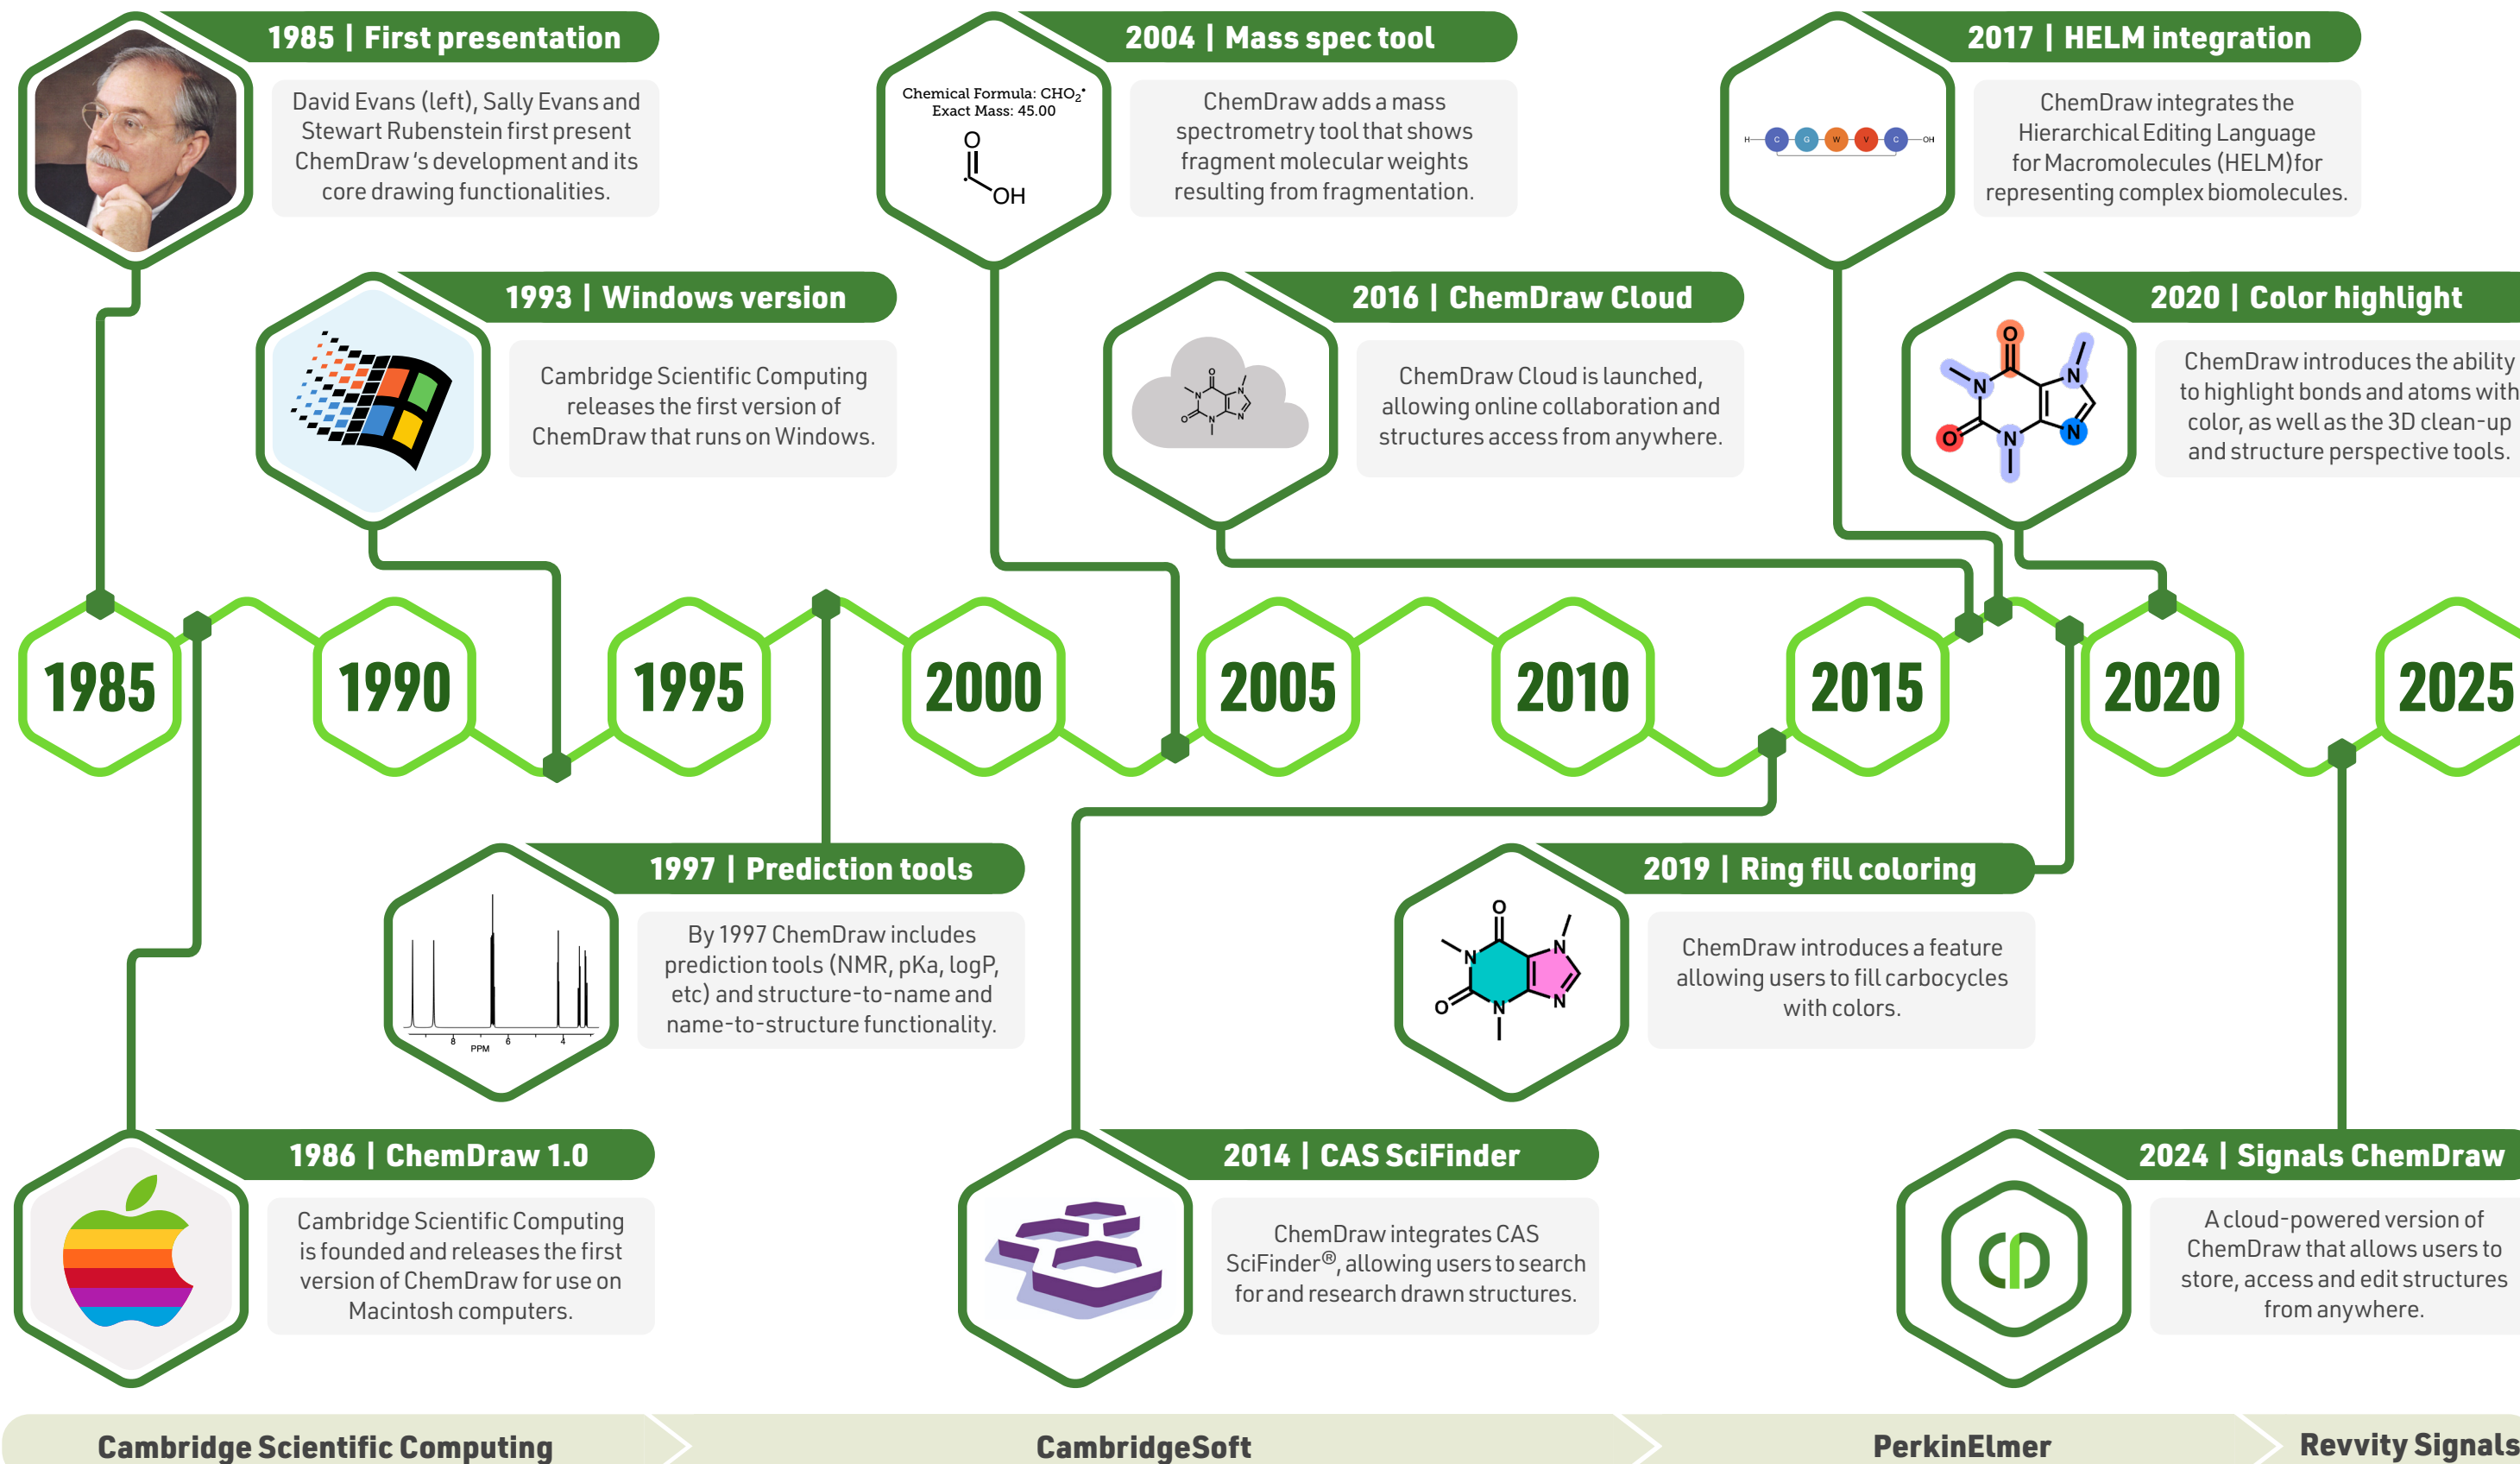 1985 | First presentation
David Evans (left), Sally Evans and
Stewart Rubenstein first present
ChemDraw ‘s development and its
core drawing functionalities.
2004 | Mass spec tool
Chemical Formula: CHO2•
Exact Mass: 45.00
O
OH
ChemDraw adds a mass
spectrometry tool that shows
fragment molecular weights
resulting from fragmentation.
2017 | HELM integration
H C G W V C OH
ChemDraw integrates the
Hierarchical Editing Language
for Macromolecules (HELM)for
representing complex biomolecules.
1993 | Windows version
Cambridge Scientific Computing
releases the first version of
ChemDraw that runs on Windows.
2016 | ChemDraw Cloud
O
N N
O N N
ChemDraw Cloud is launched,
allowing online collaboration and
structures access from anywhere.
2020 | Color highlight
O
N N
O N N
ChemDraw introduces the ability
to highlight bonds and atoms with
color, as well as the 3D clean-up
and structure perspective tools.
1985 1990 1995 2000 2005 2010 2015 2020 2025
1997 | Prediction tools
8 6 4
PPM
By 1997 ChemDraw includes
prediction tools (NMR, pKa, logP,
etc) and structure-to-name and
name-to-structure functionality.
2019 | Ring fill coloring
O
N N
O N N
ChemDraw introduces a feature
allowing users to fill carbocycles
with colors.
1986 | ChemDraw 1.0
Cambridge Scientific Computing
is founded and releases the first
version of ChemDraw for use on
Macintosh computers.
2014 | CAS SciFinder
ChemDraw integrates CAS
SciFinder®, allowing users to search
for and research drawn structures.
2024 | Signals ChemDraw
A cloud-powered version of
ChemDraw that allows users to
store, access and edit structures
from anywhere.
Cambridge Scientific Computing
CambridgeSoft
PerkinElmer
Revvity Signals